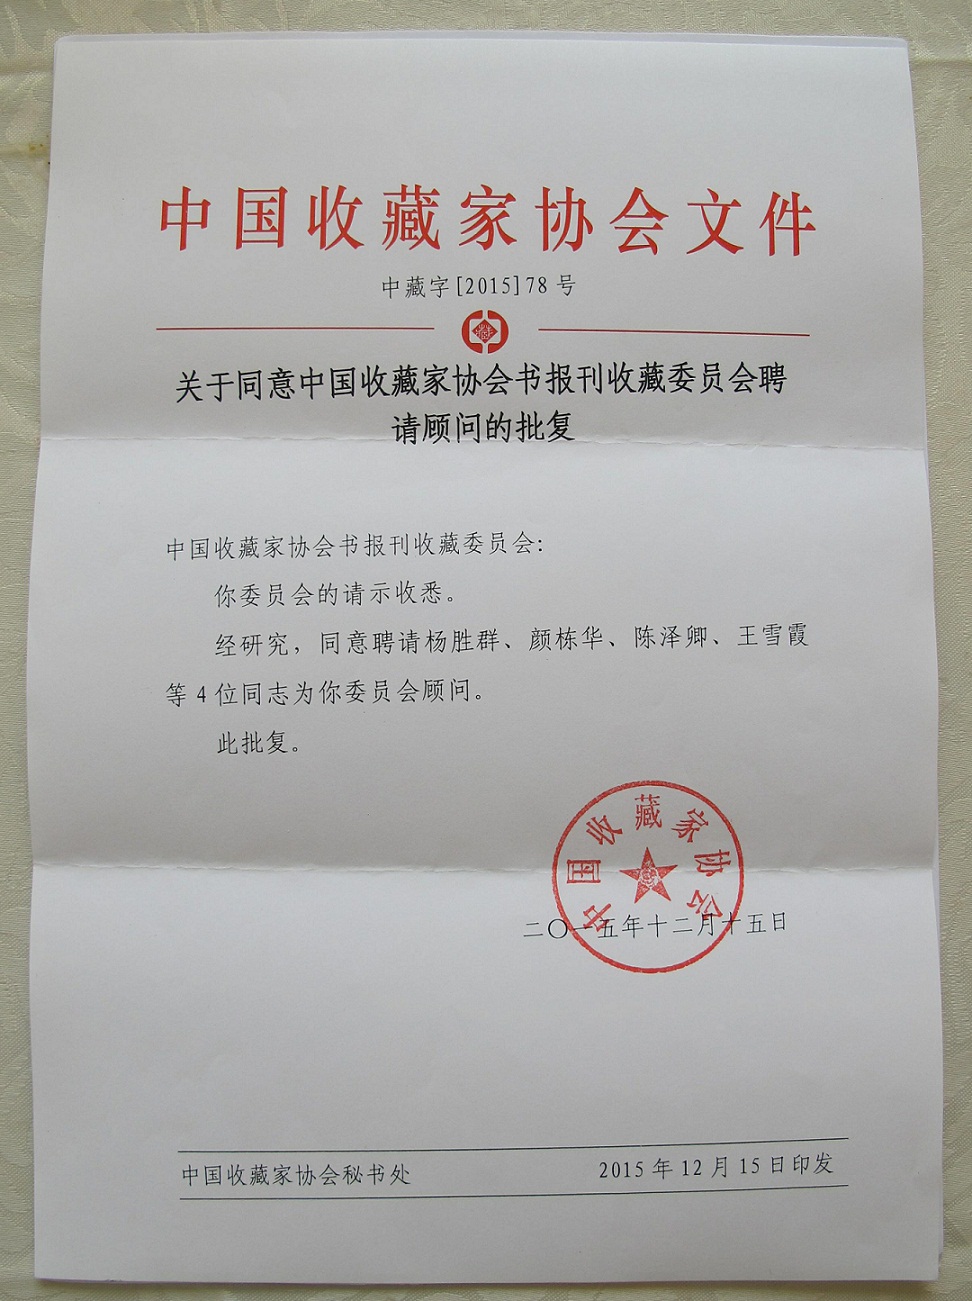 中国收藏家协会文件
中藏字[2015]78号
关于同意中国收藏家协会书报刊收藏委员会聘
请顾问的批复
中国收藏家协会书报刊收藏委员会:
你委员会的请示收悉。
经研究，同意聘请杨胜群、颜栋华、陈泽卿、王雪霞
等4位同志为你委员会顾问。
此批复。
中国收藏家协会
二〇一五年十二月十五日
中国收藏家协会秘书处 2015年12月15日印发